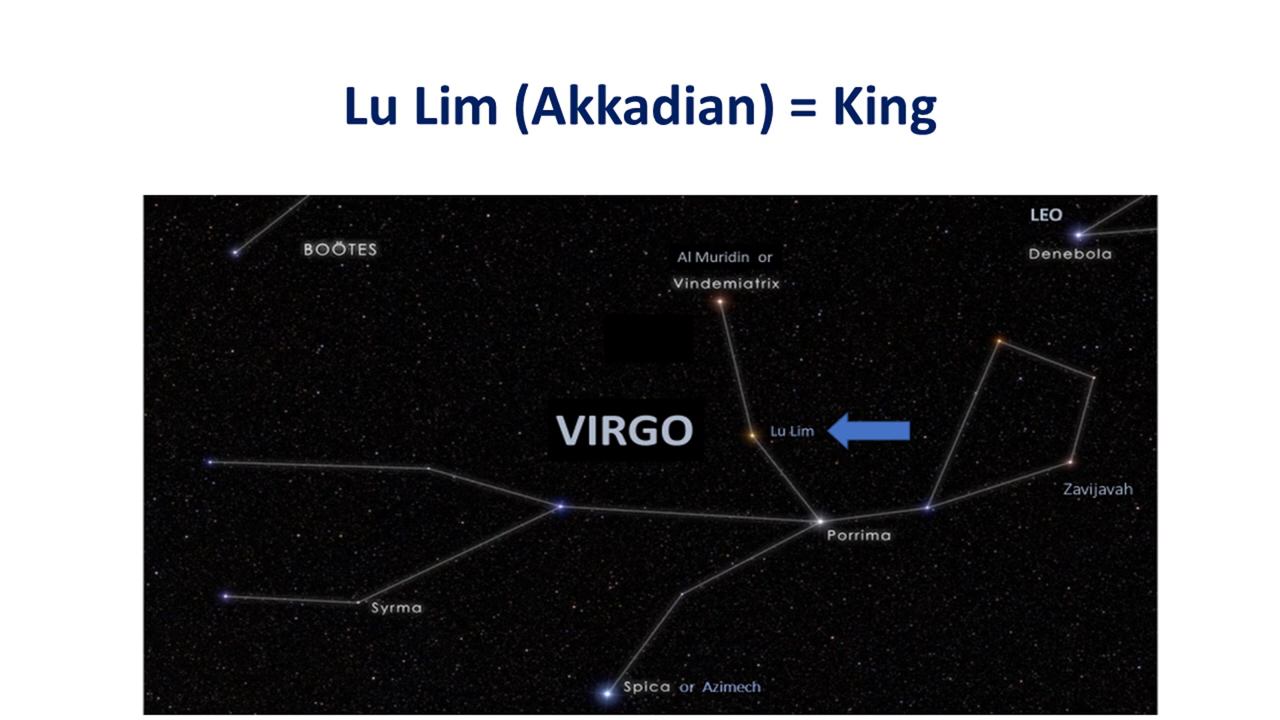 Lu Lim (Akkadian) = King
LEO
BOÖTES
Denebola
Al Muridin or
Vindemiatrix
VIRGO
Lu Lim
Zavijavah
Porrima
Syrma
Spica or Azimech